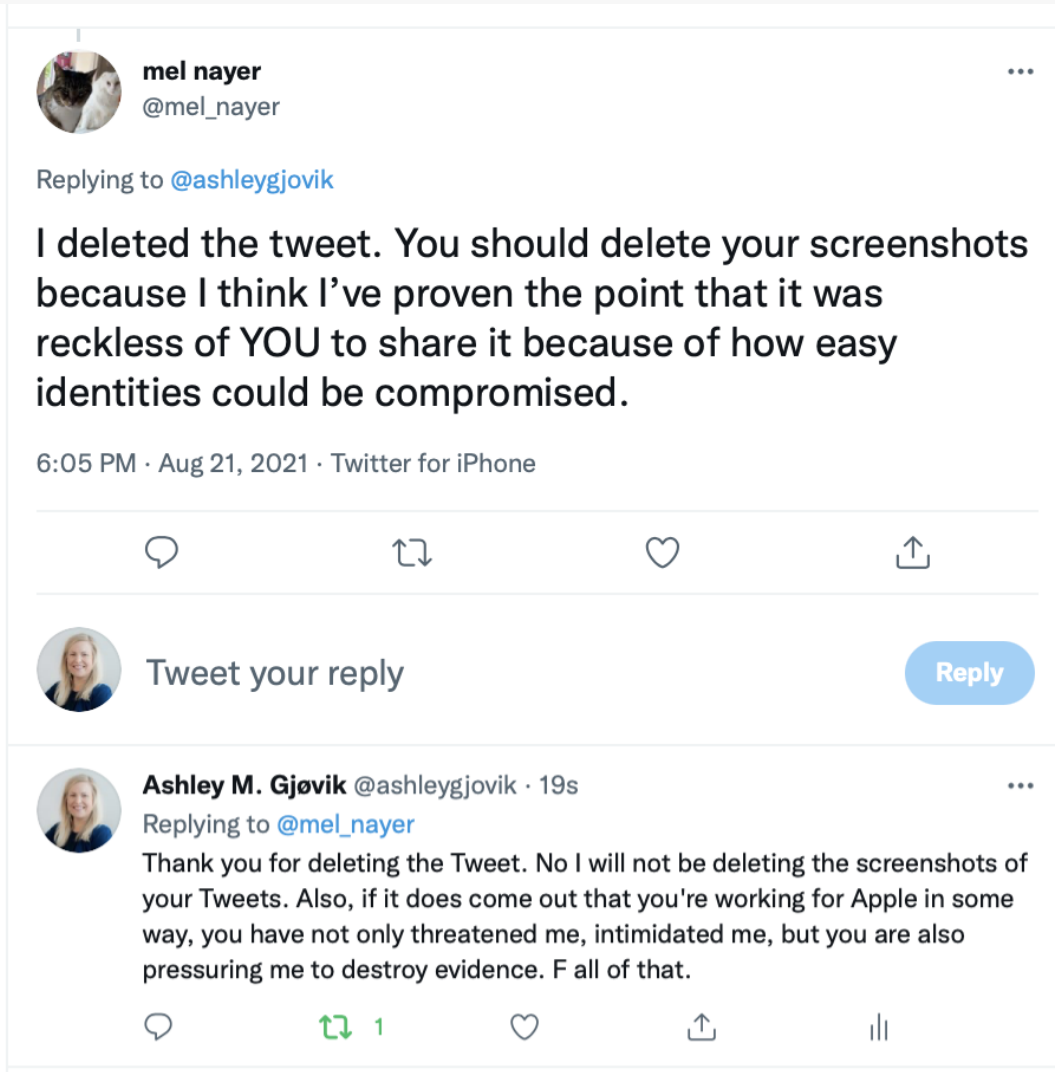 mel nayer
@mel_nayer
Replying to @ashleygjovik
I deleted the tweet. You should delete your screenshots
because I think I’ve proven the point that it was
reckless of YOU to share it because of how easy
identities could be compromised.
6:05 PM · Aug 21, 2021 · Twitter for iPhone
Tweet your reply
Reply
Ashley M. Gjøvik @ashleygjovik · 19s
Replying to @mel_nayer
Thank you for deleting the Tweet. No I will not be deleting the screenshots of
your Tweets. Also, if it does come out that you're working for Apple in some
way, you have not only threatened me, intimidated me, but you are also
pressuring me to destroy evidence. F all of that.
1